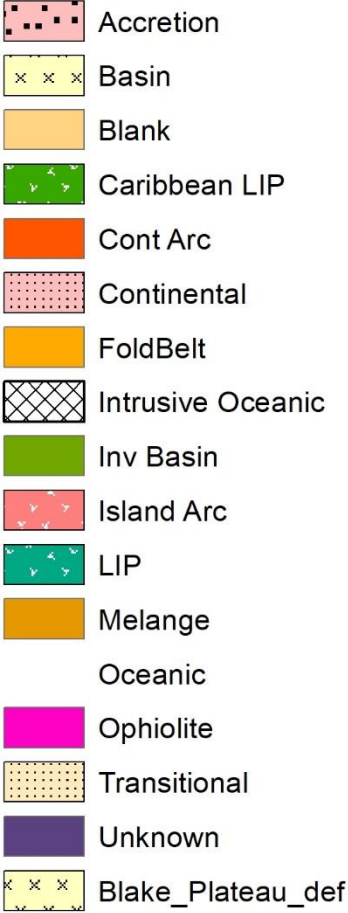 Accretion
Basin
Blank
Caribbean LIP
Cont Arc
Continental
FoldBelt
Intrusive Oceanic
Inv Basin
Island Arc
LIP
Melange
Oceanic
Ophiolite
Transitional
Unknown
Blake_Plateau_def